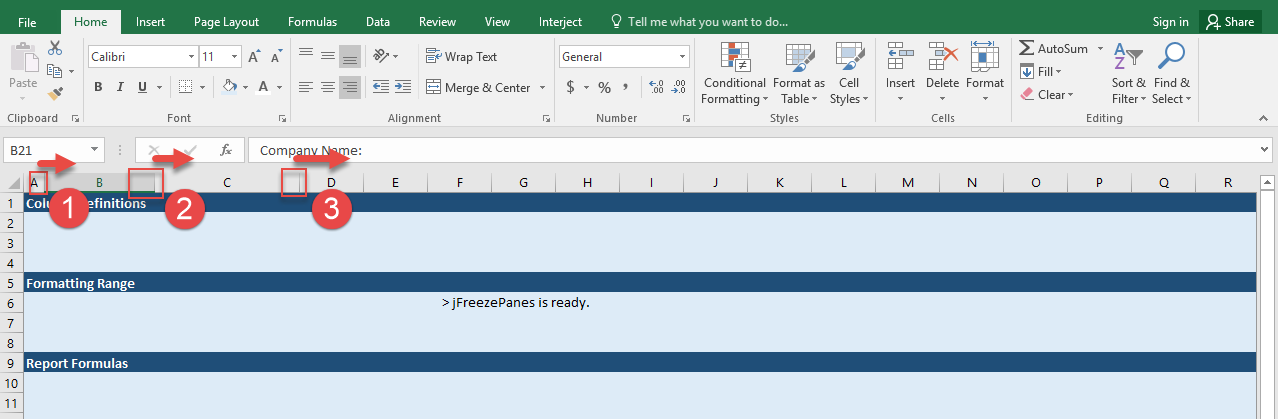 File Home Insert Page Layout Formulas Data Review View Interject Tell me what you want to do... Sign in Share
Calibri 11 Wrap Text General AutoSum
Paste Conditional Format as Cell Insert Delete Format Fill Sort & Find &
B I U A Merge & Center $ % , .00 Formatting Table Styles Clear Filter Select
Clipboard Font Alignment Number Styles Cells Editing
B21 fx Company Name:
A B C D E F G H I J K L M N O P Q R
1 2 3
1 Column Definitions
2
3
4
5 Formatting Range
6 > jFreezePanes is ready.
7
8
9 Report Formulas
10
11